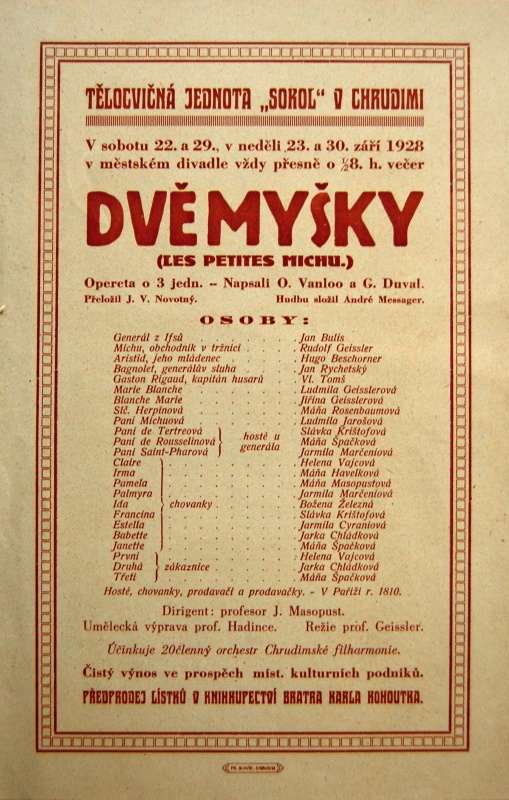 TĚLOCVIČNÁ JEDNOTA „SOKOL“ V CHRUDIMI
V sobotu 22. a 29., v neděli 23. a 30. září 1928
v městském divadle vždy přesně o ½8. h. večer
DVĚ MYŠKY
(LES PETITES MICHU.)
Opereta o 3 jedn. -- Napsali O. Vanloo a G. Duval.
Přeložil J. V. Novotný. Hudbu složil André Messager.
OSOBY:
Generál z Ifsů . . . . . Jan Bulis
Michu, obchodník v tržnici . . . Rudolf Geissler
Aristid, jeho mládenec . . . . Hugo Beschorner
Bagnolet, generálův sluha . . . Jan Rychetský
Gaston Rigaud, kapitán husarů . . Vl. Tomš
Marie Blanche . . . . . Ludmila Geisslerová
Blanche Marie . . . . . Jiřina Geisslerová
Slč. Herpinová . . . . . Máňa Rosenbaumová
Paní Michuová . . . . . Ludmila Jarošová
Paní de Tertreová . . . . . Slávka Krištofová
Paní de Rousselinová } hosté u generála . Máňa Špačková
Paní Saint-Pharová . . . . . Jarmila Marčeniová
Claire . . . . . Helena Vajcová
Irma . . . . . Máňa Havelková
Pamela . . . . . Máňa Masopustová
Palmyra . . . . . Jarmila Marčeniová
Ida } chovanky . . . . Božena Železná
Francina . . . . . Slávka Krištofová
Estella . . . . . Jarmila Cyraniová
Babette . . . . . Jarka Chládková
Janette . . . . . Máňa Špačková
První . . . . . Helena Vajcová
Druhá } zákaznice . . . . Jarka Chládková
Třetí . . . . . Máňa Špačková
Hosté, chovanky, prodavači a prodavačky. - V Paříži r. 1810.
Dirigent: profesor J. Masopust.
Umělecká výprava prof. Hadince. Režie prof. Geissler.
Účinkuje 20členný orchestr Chrudimské filharmonie.
Čistý výnos ve prospěch míst. kulturních podniků.
PŘEDPRODEJ LÍSTKŮ V KNIHKUPECTVÍ BRATRA KARLA KOHOUTKA.